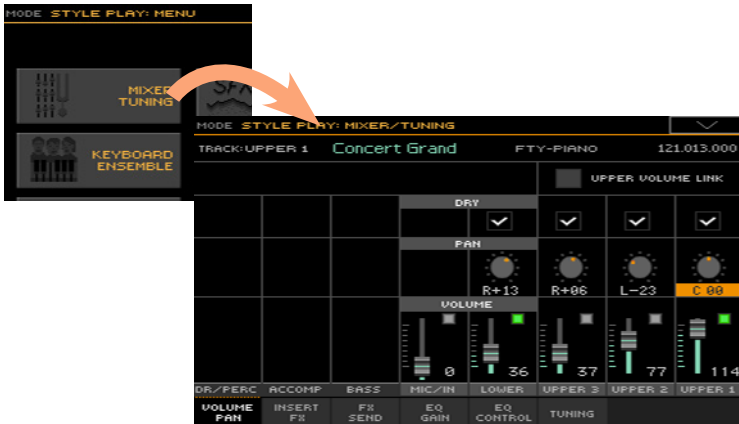 MODE STYLE PLAY: MENU
MIXER
TUNING
SFX
KEYBOARD
ENSEMBLE
MODE STYLE PLAY: MIXER/TUNING
TRACK:UPPER 1 Concert Grand FTY-PIANO 121.013.000
UPPER VOLUME LINK
DRY
PAN
R+13 R+06 L-23 C 00
VOLUME
0 36 37 77 114
DR/PERC ACCOMP BASS MIC/IN LOWER UPPER 3 UPPER 2 UPPER 1
VOLUME PAN INSERT FX FX SEND EQ GAIN EQ CONTROL TUNING